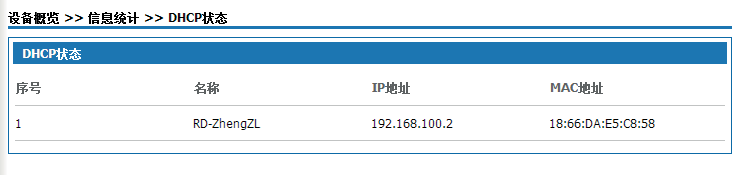 设备概览 >> 信息统计 >> DHCP状态
DHCP状态
序号 名称 IP地址 MAC地址
1 RD-ZhengZL 192.168.100.2 18:66:DA:E5:C8:58